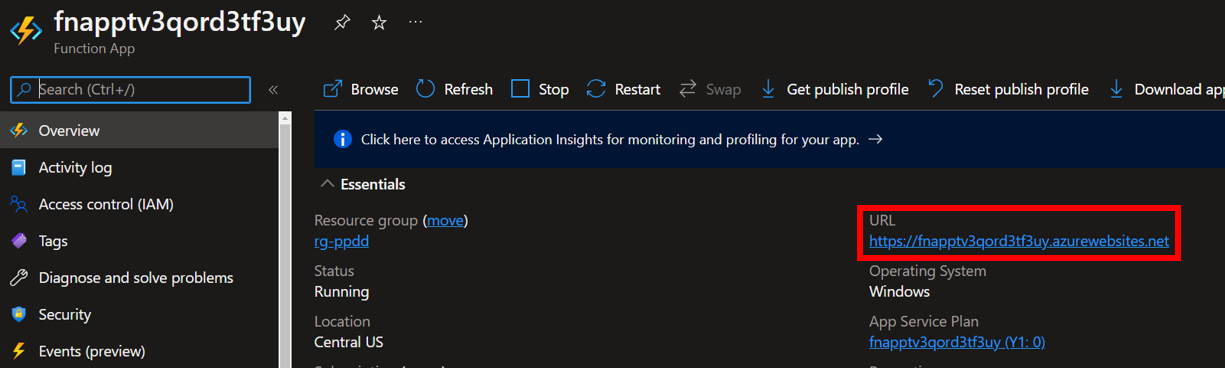 fnapptv3qord3tf3uy
Function App
Search (Ctrl+/)
Browse Refresh Stop Restart Swap Get publish profile Reset publish profile Download app
Overview
Click here to access Application Insights for monitoring and profiling for your app.
Activity log
Essentials
Access control (IAM)
Resource group (move)
URL
rg-ppdd
https://fnapptv3qord3tf3uy.azurewebsites.net
Tags
Status
Operating System
Diagnose and solve problems
Running
Windows
Security
Location
App Service Plan
Central US
fnapptv3qord3tf3uy (Y1: 0)
Events (preview)